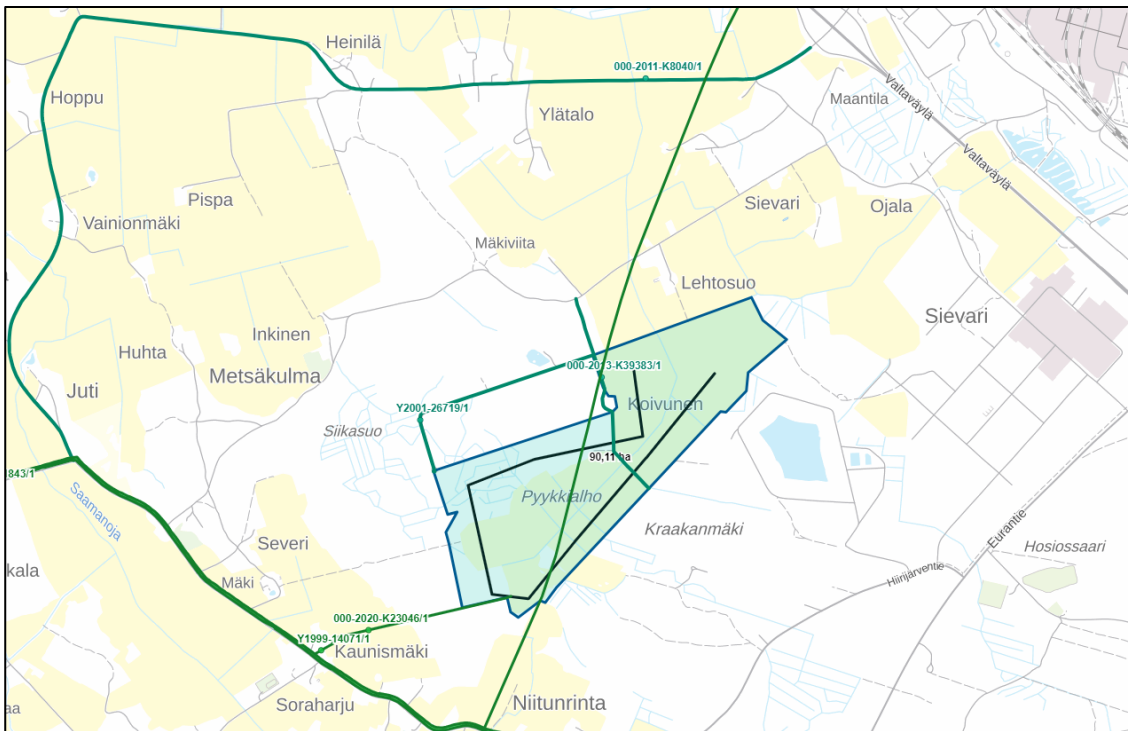 Heinilä
000-2011-K8040/1
Hoppu
Valtaväylä
Maantila
Ylätalo
Valtaväylä
Pispa
Sievari
Ojala
Vainionmäki
Mäkiviita
Lehtosuo
Inkinen
Sievari
Huhta
000-2013-K39383/1
Metsäkulma
Juti
Y2001-26719/1
Koivunen
Siikasuo
90,11 ha
843/1
Pyykkialho
Saamanoja
Kraakanmäki
Eurantie
Severi
Hosiossaari
kala
Mäki
Hiirijärventie
000-2020-K23046/1
Y1999-14071/1
Kaunismäki
Soraharju
Niitunrinta
aa